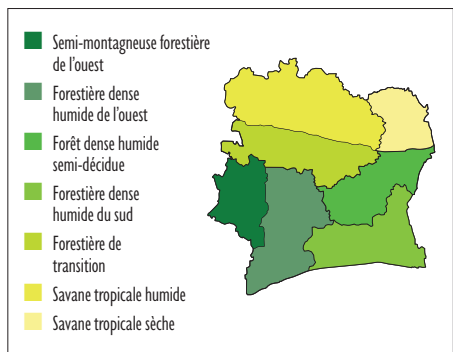 Semi-montagneuse forestière
de l'ouest
Forestière dense
humide de l'ouest
Forêt dense humide
semi-décidue
Forestière dense
humide du sud
Forestière de
transition
Savane tropicale humide
Savane tropicale sèche